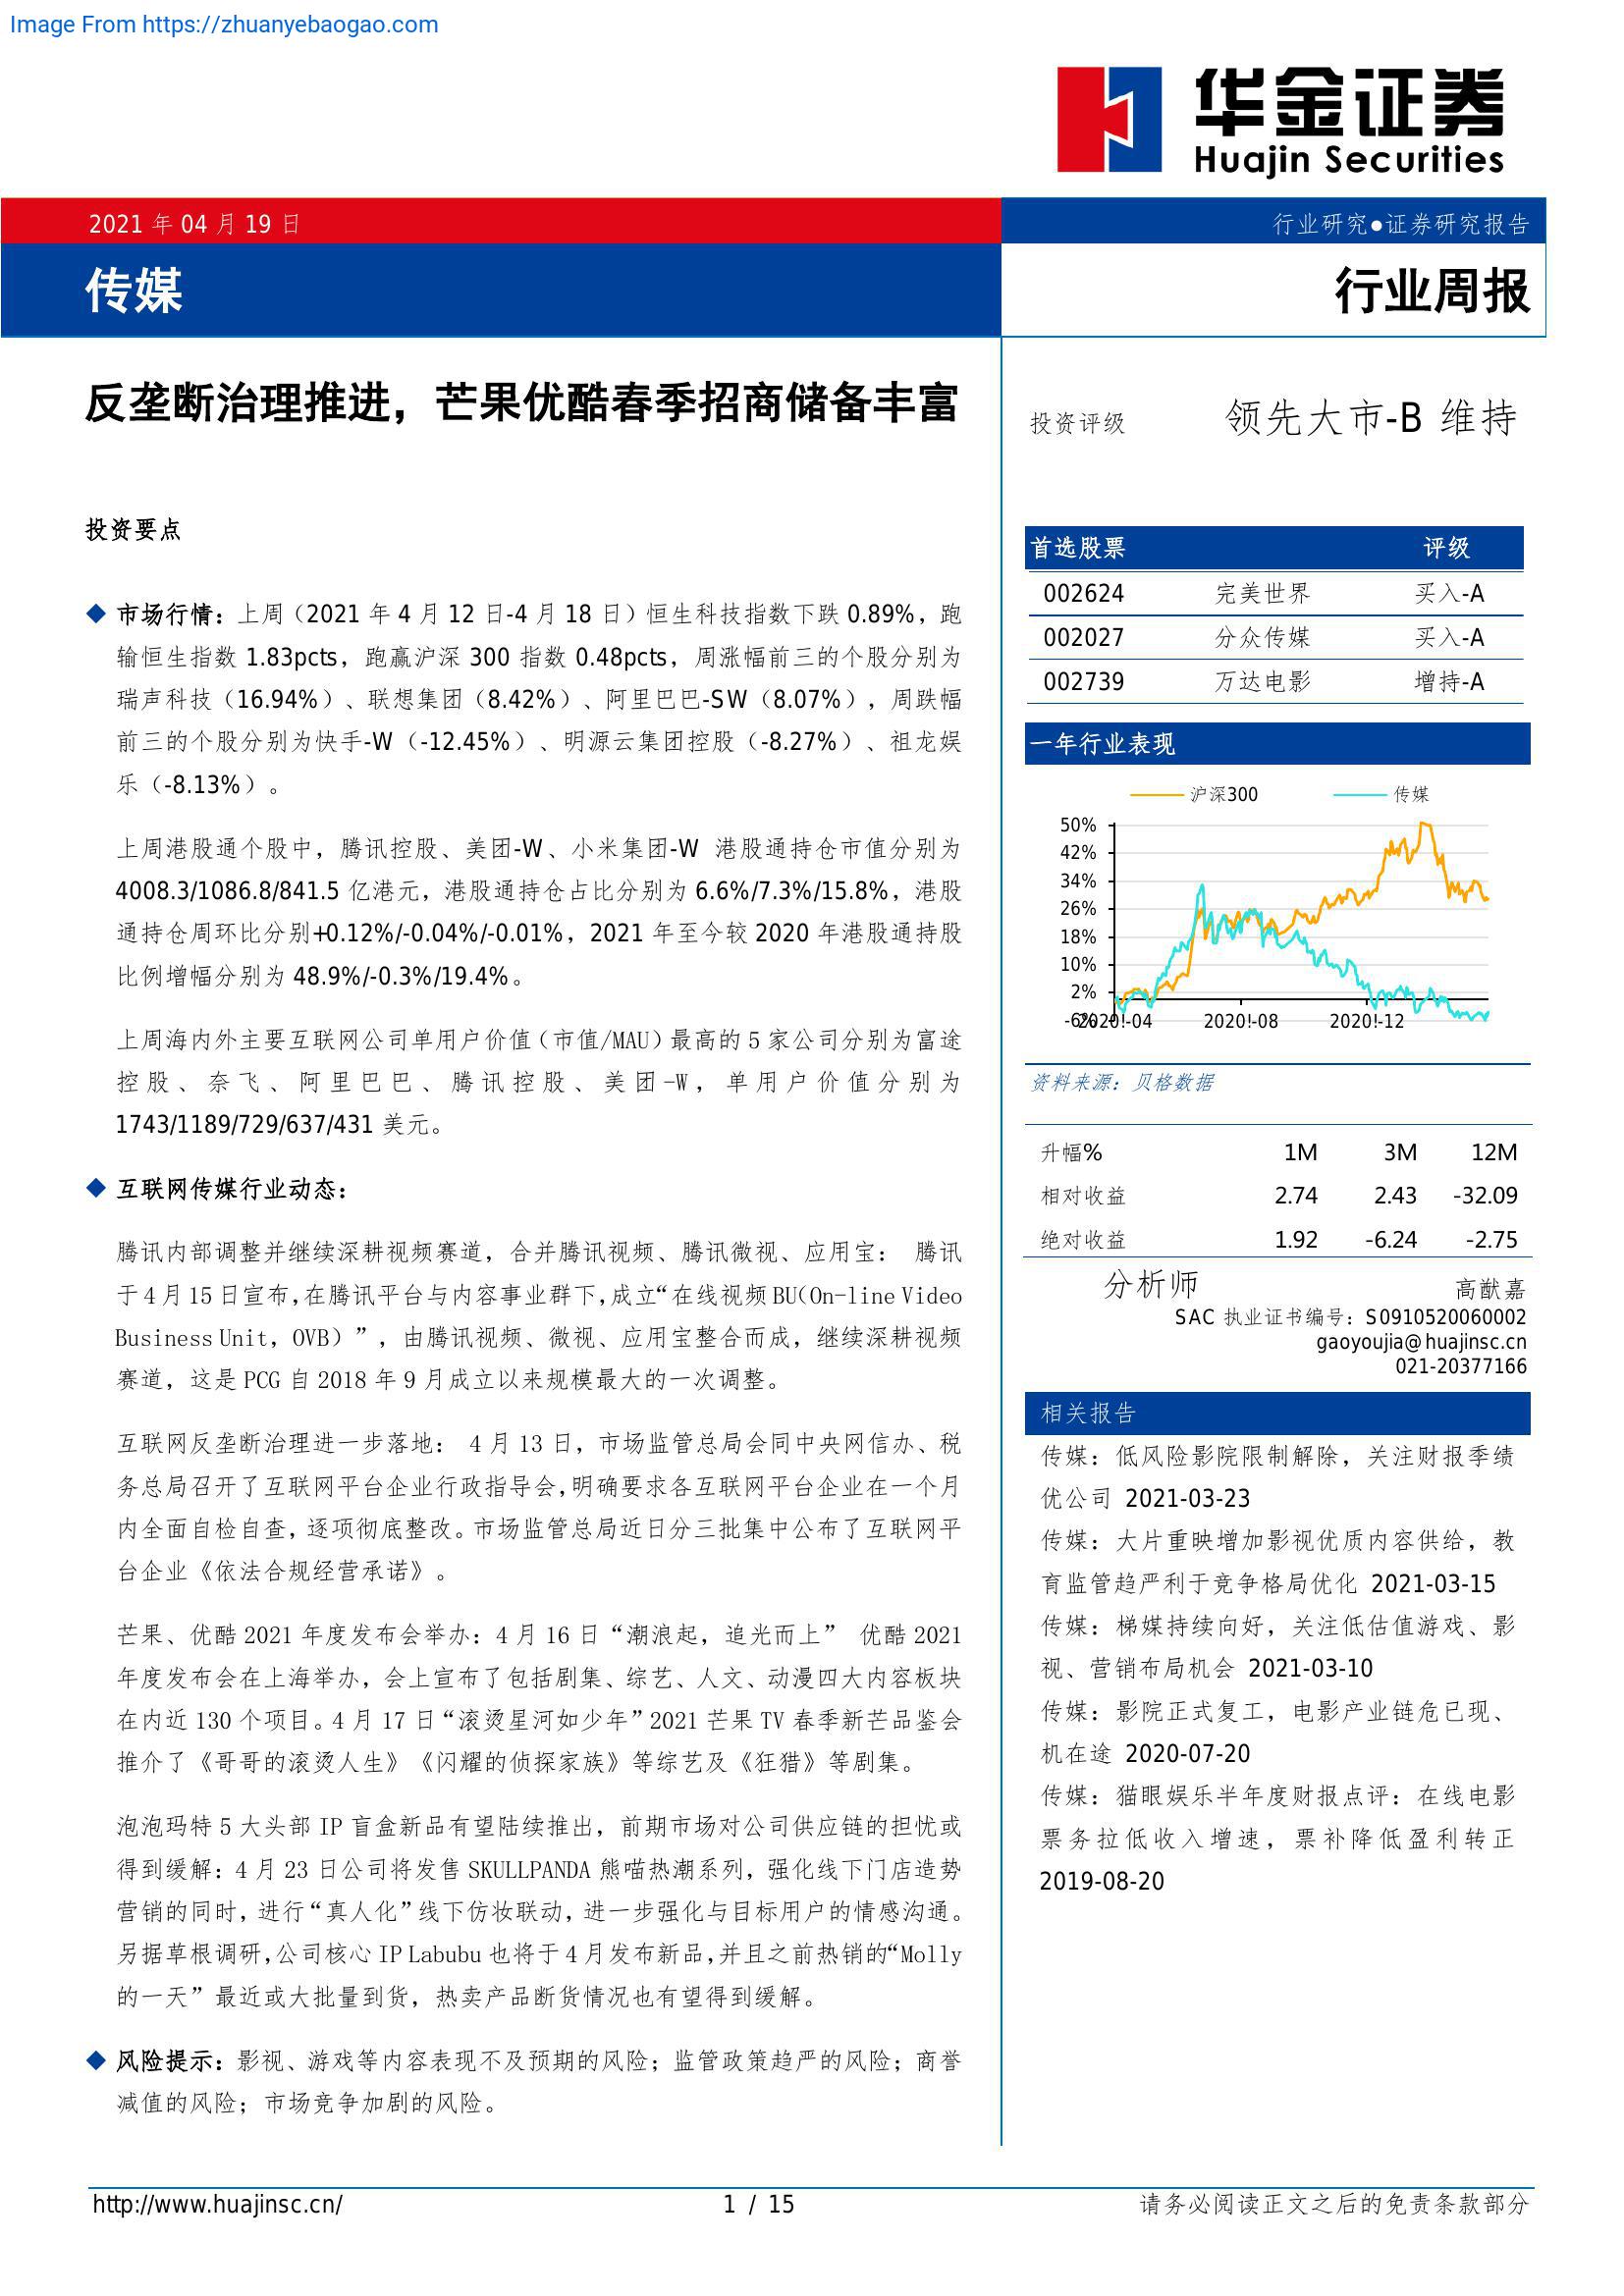 Image From https://zhuanyebaogao.com
华金证券
Huajin Securities
2021 年 04 月 19 日
行业研究●证券研究报告
传媒
行业周报
反垄断治理推进，芒果优酷春季招商储备丰富
投资要点
◆ 市场行情：上周（2021 年 4 月 12 日-4 月 18 日）恒生科技指数下跌 0.89%，跑
输恒生指数 1.83pcts，跑赢沪深 300 指数 0.48pcts，周涨幅前三的个股分别为
瑞声科技（16.94%）、联想集团（8.42%）、阿里巴巴-SW（8.07%），周跌幅
前三的个股分别为快手-W（-12.45%）、明源云集团控股（-8.27%）、祖龙娱
乐（-8.13%）。
上周港股通个股中，腾讯控股、美团-W、小米集团-W 港股通持仓市值分别为
4008.3/1086.8/841.5 亿港元，港股通持仓占比分别为 6.6%/7.3%/15.8%，港股
通持仓周环比分别+0.12%/-0.04%/-0.01%，2021 年至今较 2020 年港股通持股
比例增幅分别为 48.9%/-0.3%/19.4%。
上周海内外主要互联网公司单用户价值（市值/MAU）最高的 5 家公司分别为富途
控股、奈飞、阿里巴巴、腾讯控股、美团-W，单用户价值分别为
1743/1189/729/637/431 美元。
◆ 互联网传媒行业动态：
腾讯内部调整并继续深耕视频赛道，合并腾讯视频、腾讯微视、应用宝： 腾讯
于 4 月 15 日宣布，在腾讯平台与内容事业群下，成立“在线视频 BU（On-line Video
Business Unit，OVB）”，由腾讯视频、微视、应用宝整合而成，继续深耕视频
赛道，这是 PCG 自 2018 年 9 月成立以来规模最大的一次调整。
互联网反垄断治理进一步落地： 4 月 13 日，市场监管总局会同中央网信办、税
务总局召开了互联网平台企业行政指导会，明确要求各互联网平台企业在一个月
内全面自检自查，逐项彻底整改。市场监管总局近日分三批集中公布了互联网平
台企业《依法合规经营承诺》。
芒果、优酷 2021 年度发布会举办：4 月 16 日“潮浪起，追光而上” 优酷 2021
年度发布会在上海举办，会上宣布了包括剧集、综艺、人文、动漫四大内容板块
在内近 130 个项目。4 月 17 日“滚烫星河如少年”2021 芒果 TV 春季新芒品鉴会
推介了《哥哥的滚烫人生》《闪耀的侦探家族》等综艺及《狂猎》等剧集。
泡泡玛特 5 大头部 IP 盲盒新品有望陆续推出，前期市场对公司供应链的担忧或
得到缓解：4 月 23 日公司将发售 SKULLPANDA 熊喵热潮系列，强化线下门店造势
营销的同时，进行“真人化”线下仿妆联动，进一步强化与目标用户的情感沟通。
另据草根调研，公司核心 IP Labubu 也将于 4 月发布新品，并且之前热销的“Molly
的一天”最近或大批量到货，热卖产品断货情况也有望得到缓解。
◆ 风险提示：影视、游戏等内容表现不及预期的风险；监管政策趋严的风险；商誉
减值的风险；市场竞争加剧的风险。
投资评级 领先大市-B 维持
首选股票 评级
002624 完美世界 买入-A
002027 分众传媒 买入-A
002739 万达电影 增持-A
一年行业表现
沪深300 传媒
50%
42%
34%
26%
18%
10%
2%
-6%
2020!-04 2020!-08 2020!-12
资料来源：贝格数据
升幅% 1M 3M 12M
相对收益 2.74 2.43 -32.09
绝对收益 1.92 -6.24 -2.75
分析师 高猷嘉
SAC 执业证书编号：S0910520060002
gaoyoujia@huajinsc.cn
021-20377166
相关报告
传媒：低风险影院限制解除，关注财报季绩
优公司 2021-03-23
传媒：大片重映增加影视优质内容供给，教
育监管趋严利于竞争格局优化 2021-03-15
传媒：梯媒持续向好，关注低估值游戏、影
视、营销布局机会 2021-03-10
传媒：影院正式复工，电影产业链危已现、
机在途 2020-07-20
传媒：猫眼娱乐半年度财报点评：在线电影
票务拉低收入增速，票补降低盈利转正
2019-08-20
http://www.huajinsc.cn/
1 / 15
请务必阅读正文之后的免责条款部分